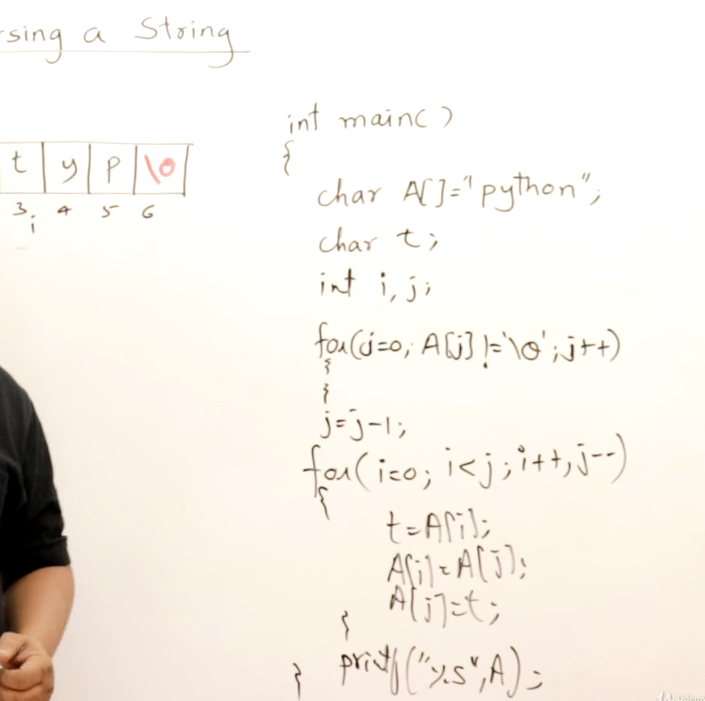 rsing a String
t y p \0
3 4 5 6
i
int main()
{
char A[]="python";
char t;
int i, j;
for(j=0; A[j]!='\0'; j++)
{
}
j=j-1;
for(i=0; i<j; i++, j--)
{
t=A[i];
A[i]=A[j];
A[j]=t;
}
printf("%s",A);
}
Udemy